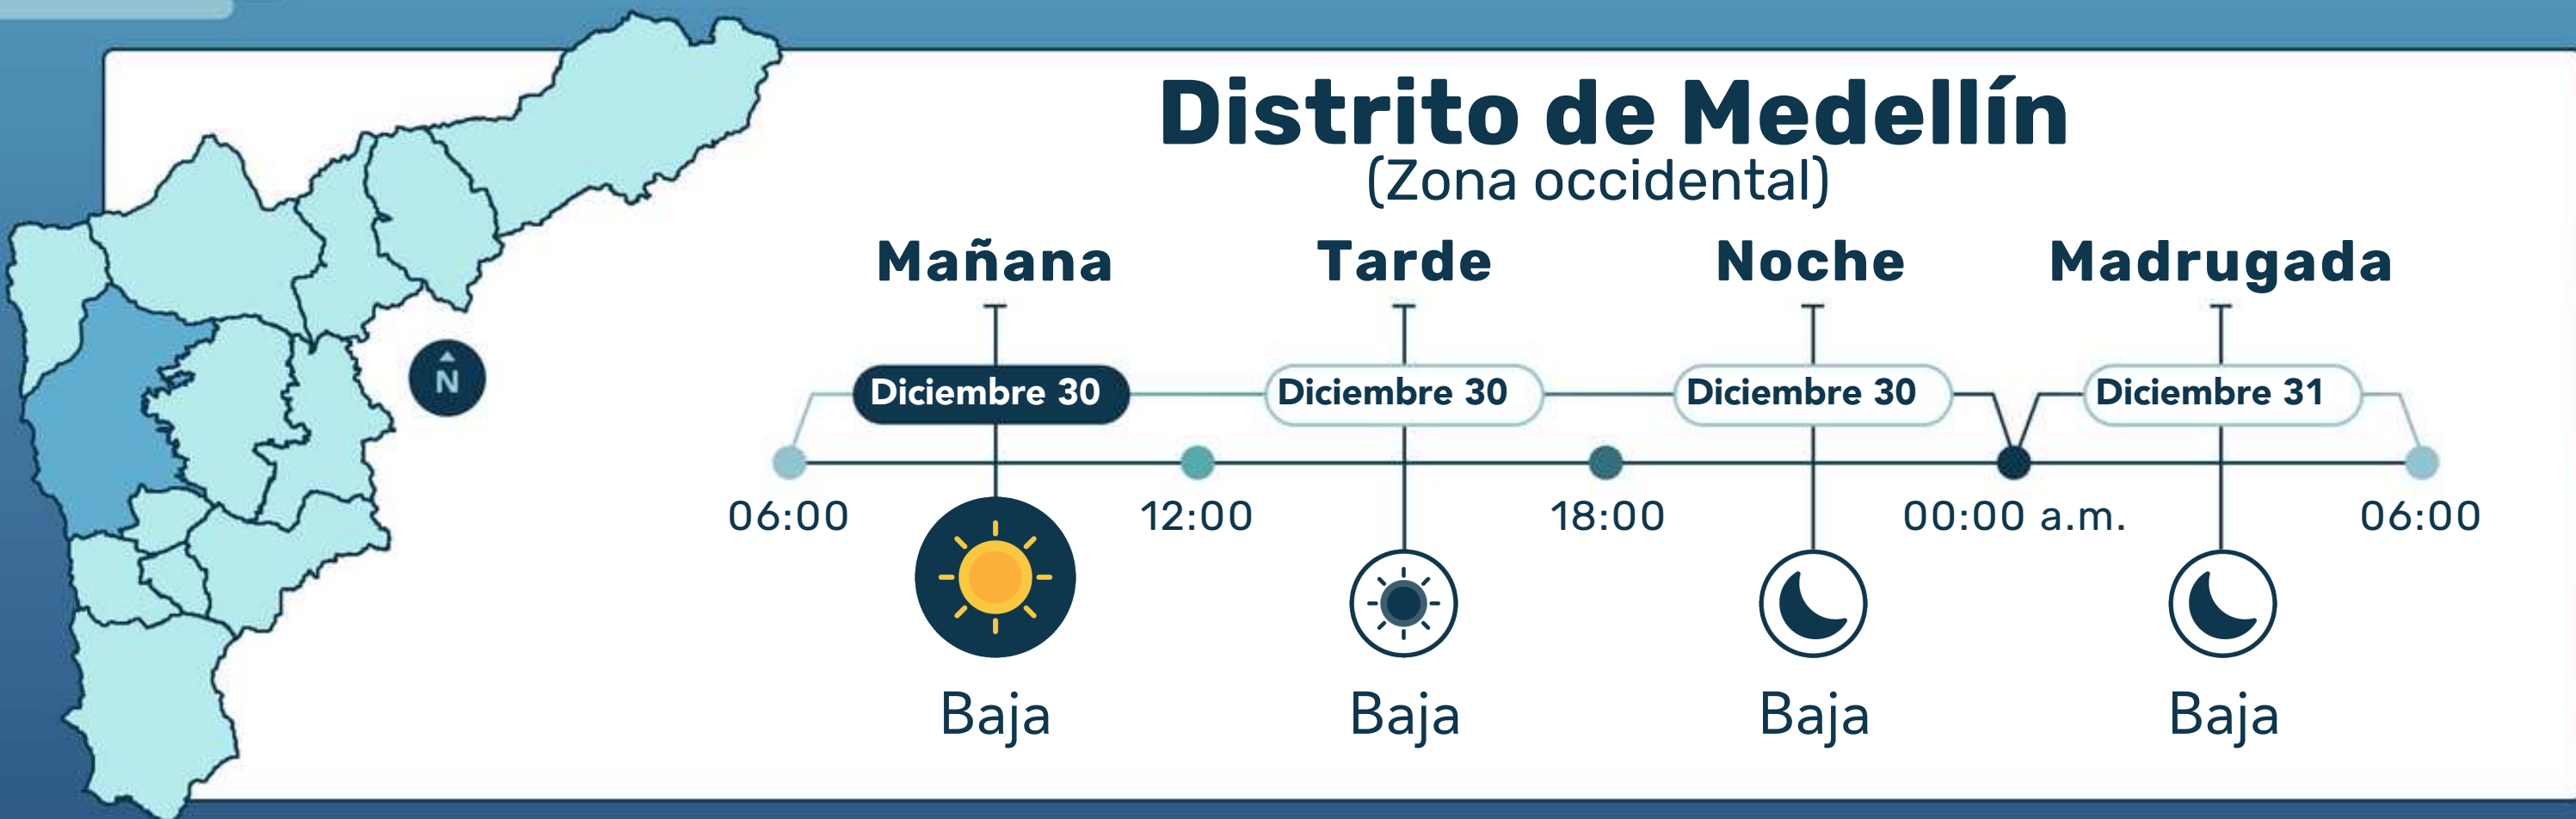 Distrito de Medellín
(Zona occidental)
Mañana Tarde Noche Madrugada
N
Diciembre 30 Diciembre 30 Diciembre 30 Diciembre 31
06:00 12:00 18:00 00:00 a.m. 06:00
Baja Baja Baja Baja